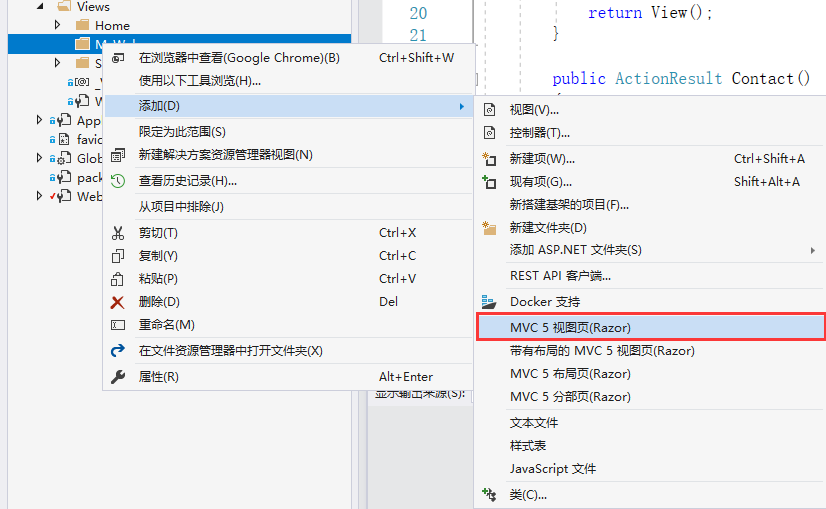 Views
Home
20
return View();
21
}
在浏览器中查看(Google Chrome)(B) Ctrl+Shift+W
使用以下工具浏览(H)...
public ActionResult Contact()
添加(D)
视图(V)...
App
限定为此范围(S)
控制器(T)...
favic
Glob
新建解决方案资源管理器视图(N)
新建项(W)... Ctrl+Shift+A
pack
查看历史记录(H)...
现有项(G)... Shift+Alt+A
Web
从项目中排除(J)
新搭建基架的项目(F)...
剪切(T) Ctrl+X
新建文件夹(D)
复制(Y) Ctrl+C
添加 ASP.NET 文件夹(S)
粘贴(P) Ctrl+V
REST API 客户端...
删除(D) Del
Docker 支持
重命名(M)
MVC 5 视图页(Razor)
在文件资源管理器中打开文件夹(X)
带有布局的 MVC 5 视图页(Razor)
属性(R) Alt+Enter
MVC 5 布局页(Razor)
显示输出来源(S):
MVC 5 分部页(Razor)
文本文件
样式表
JavaScript 文件
类(C)...